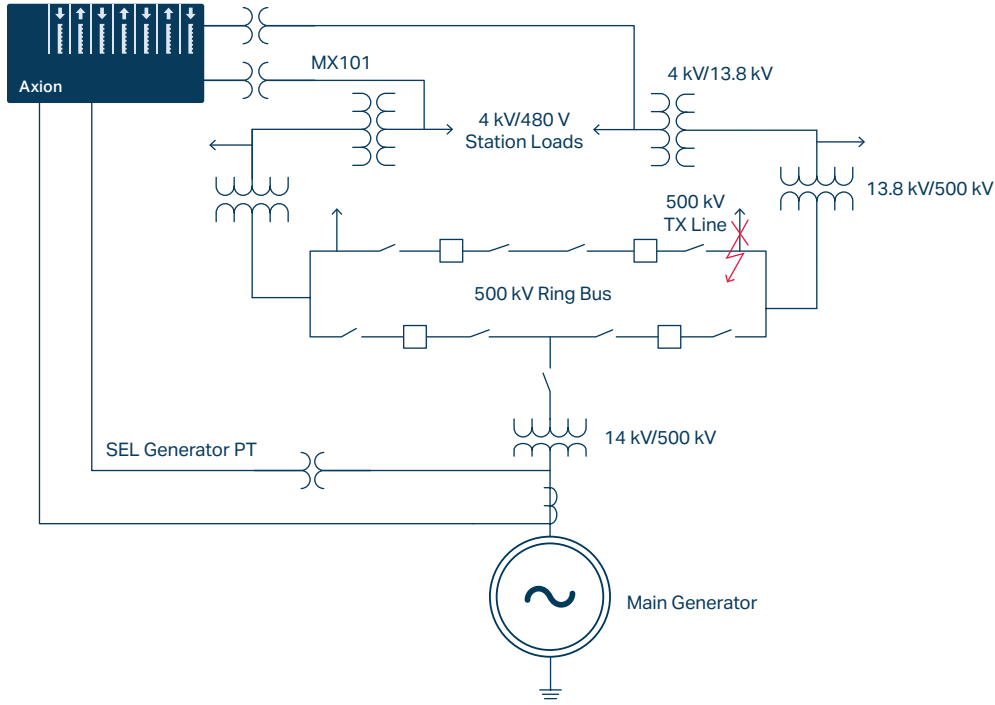 Axion
MX101
4 kV/13.8 kV
4 kV/480 V
Station Loads
13.8 kV/500 kV
500 kV
TX Line
500 kV Ring Bus
14 kV/500 kV
SEL Generator PT
Main Generator